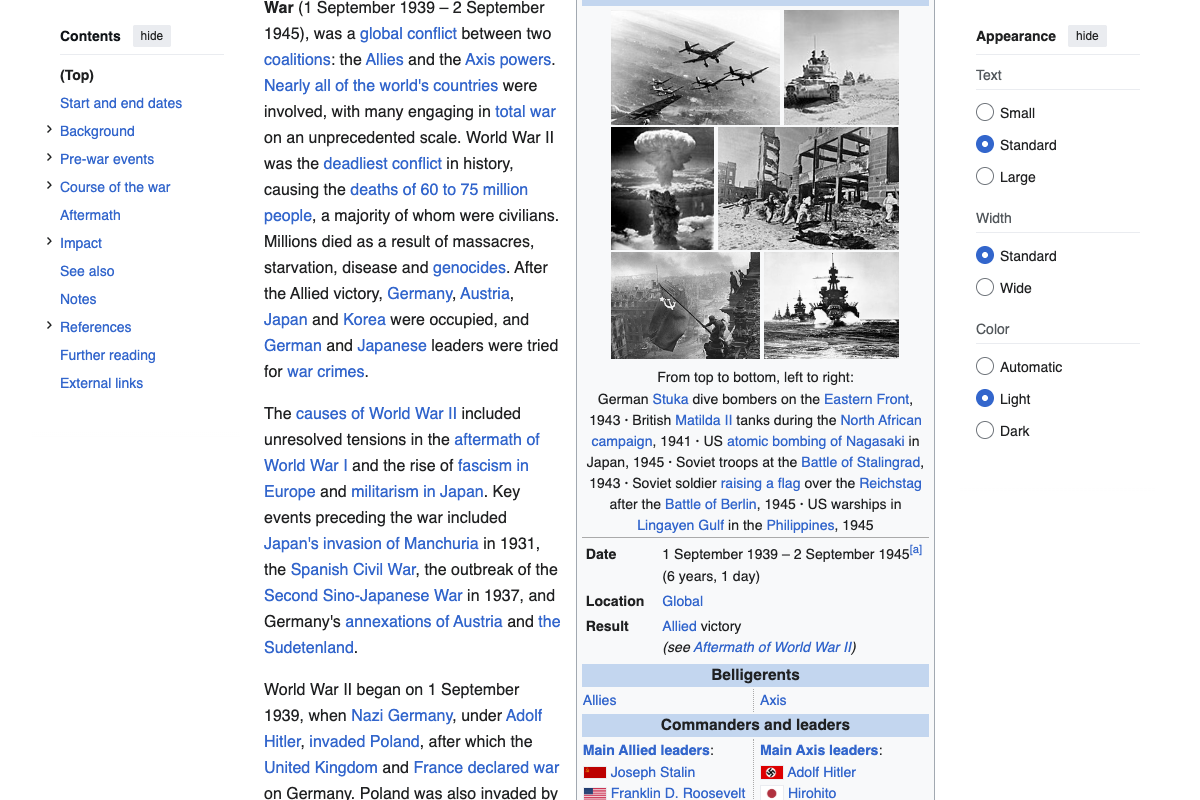 Contents hide
(Top)
Start and end dates
Background
Pre-war events
Course of the war
Aftermath
Impact
See also
Notes
References
Further reading
External links
War (1 September 1939 – 2 September
1945), was a global conflict between two
coalitions: the Allies and the Axis powers.
Nearly all of the world's countries were
involved, with many engaging in total war
on an unprecedented scale. World War II
was the deadliest conflict in history,
causing the deaths of 60 to 75 million
people, a majority of whom were civilians.
Millions died as a result of massacres,
starvation, disease and genocides. After
the Allied victory, Germany, Austria,
Japan and Korea were occupied, and
German and Japanese leaders were tried
for war crimes.
The causes of World War II included
unresolved tensions in the aftermath of
World War I and the rise of fascism in
Europe and militarism in Japan. Key
events preceding the war included
Japan's invasion of Manchuria in 1931,
the Spanish Civil War, the outbreak of the
Second Sino-Japanese War in 1937, and
Germany's annexations of Austria and the
Sudetenland.
World War II began on 1 September
1939, when Nazi Germany, under Adolf
Hitler, invaded Poland, after which the
United Kingdom and France declared war
on Germany. Poland was also invaded by
From top to bottom, left to right:
German Stuka dive bombers on the Eastern Front,
1943 · British Matilda II tanks during the North African
campaign, 1941 · US atomic bombing of Nagasaki in
Japan, 1945 · Soviet troops at the Battle of Stalingrad,
1943 · Soviet soldier raising a flag over the Reichstag
after the Battle of Berlin, 1945 · US warships in
Lingayen Gulf in the Philippines, 1945
Date 1 September 1939 – 2 September 1945[a]
(6 years, 1 day)
Location Global
Result Allied victory
(see Aftermath of World War II)
Belligerents
Allies Axis
Commanders and leaders
Main Allied leaders: Main Axis leaders:
Joseph Stalin Adolf Hitler
Franklin D. Roosevelt Hirohito
Appearance hide
Text
Small
Standard
Large
Width
Standard
Wide
Color
Automatic
Light
Dark